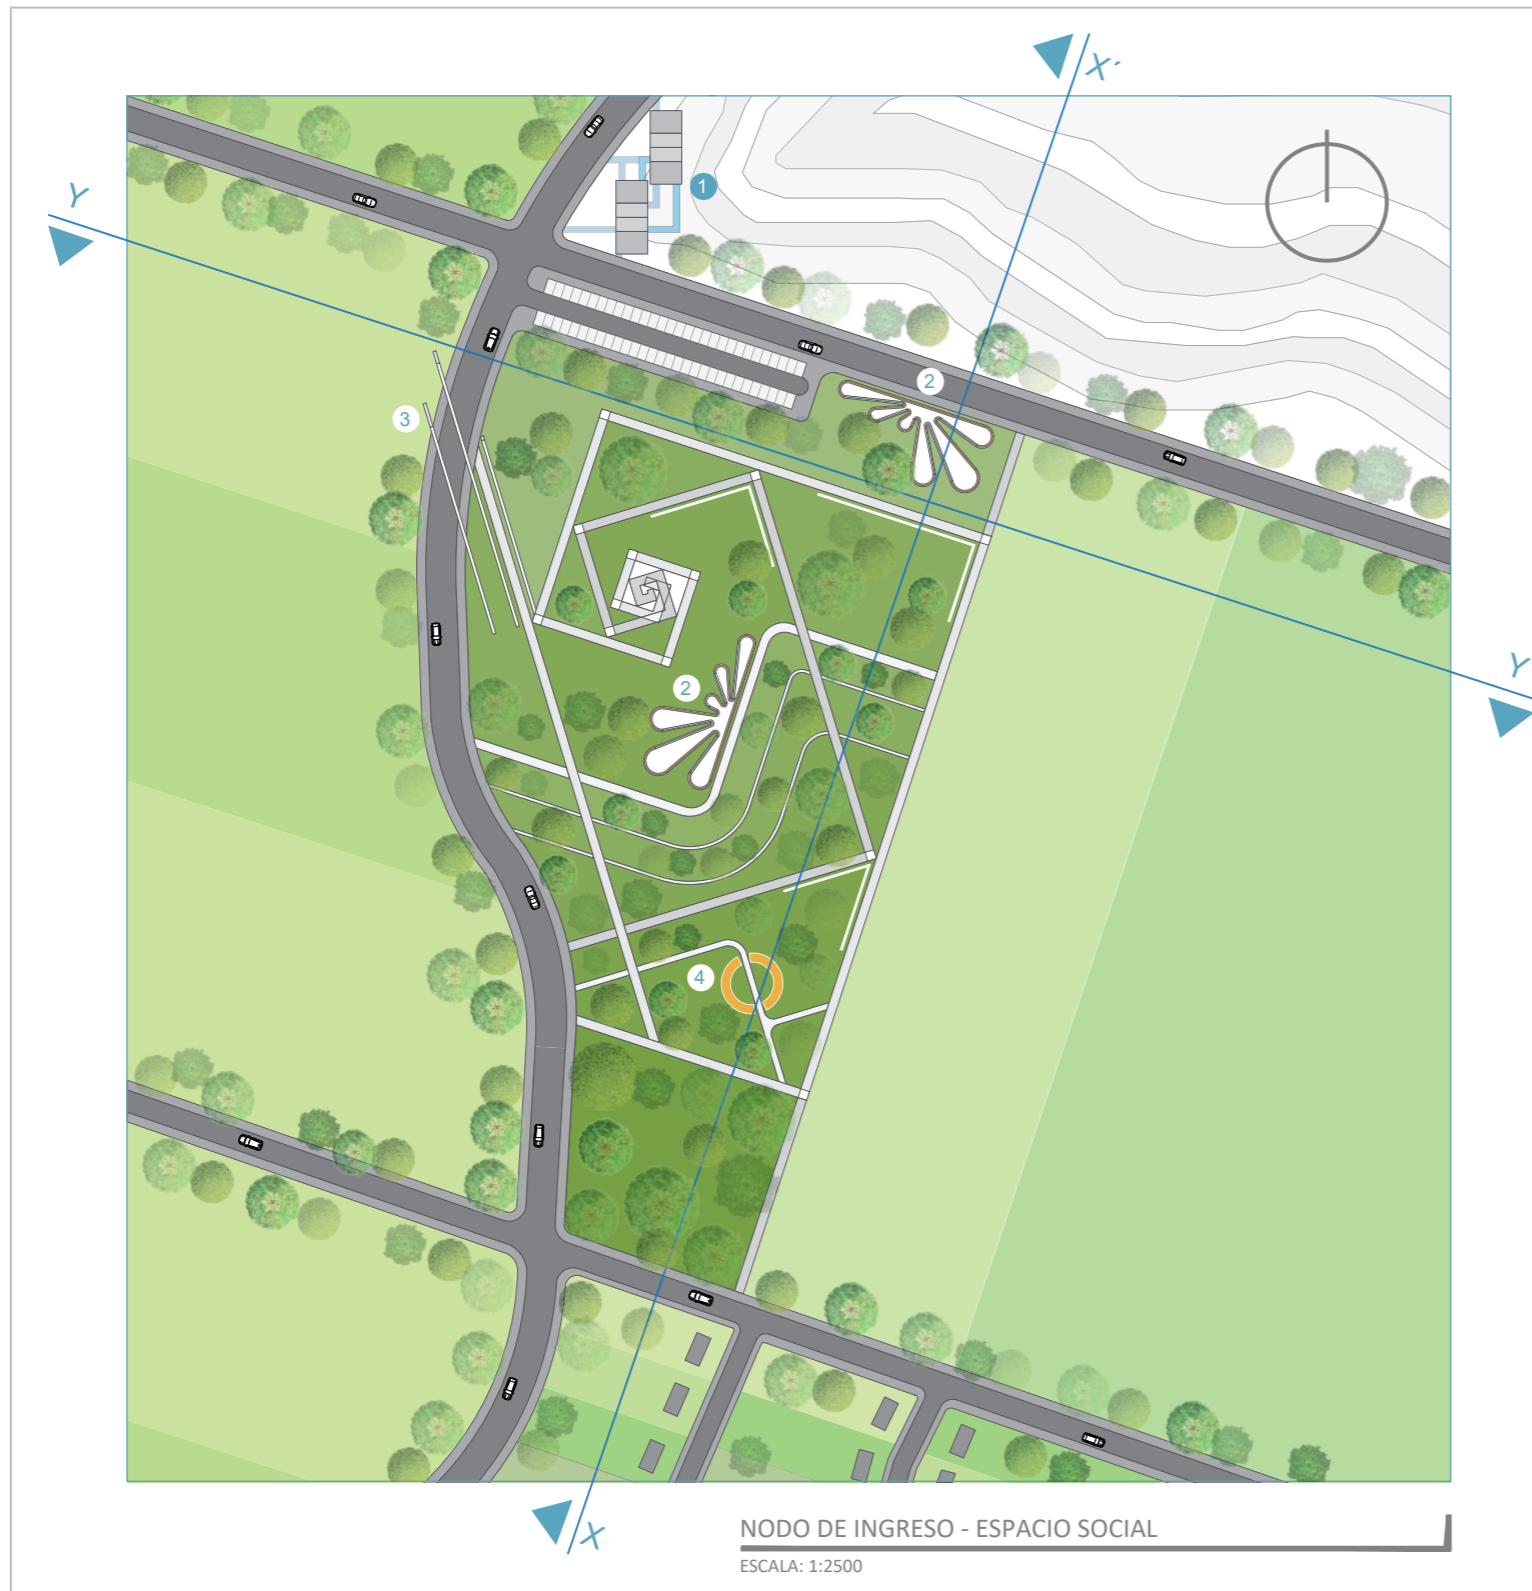 X´
Y
1
2
3
2
Y
4
X
NODO DE INGRESO - ESPACIO SOCIAL
ESCALA: 1:2500